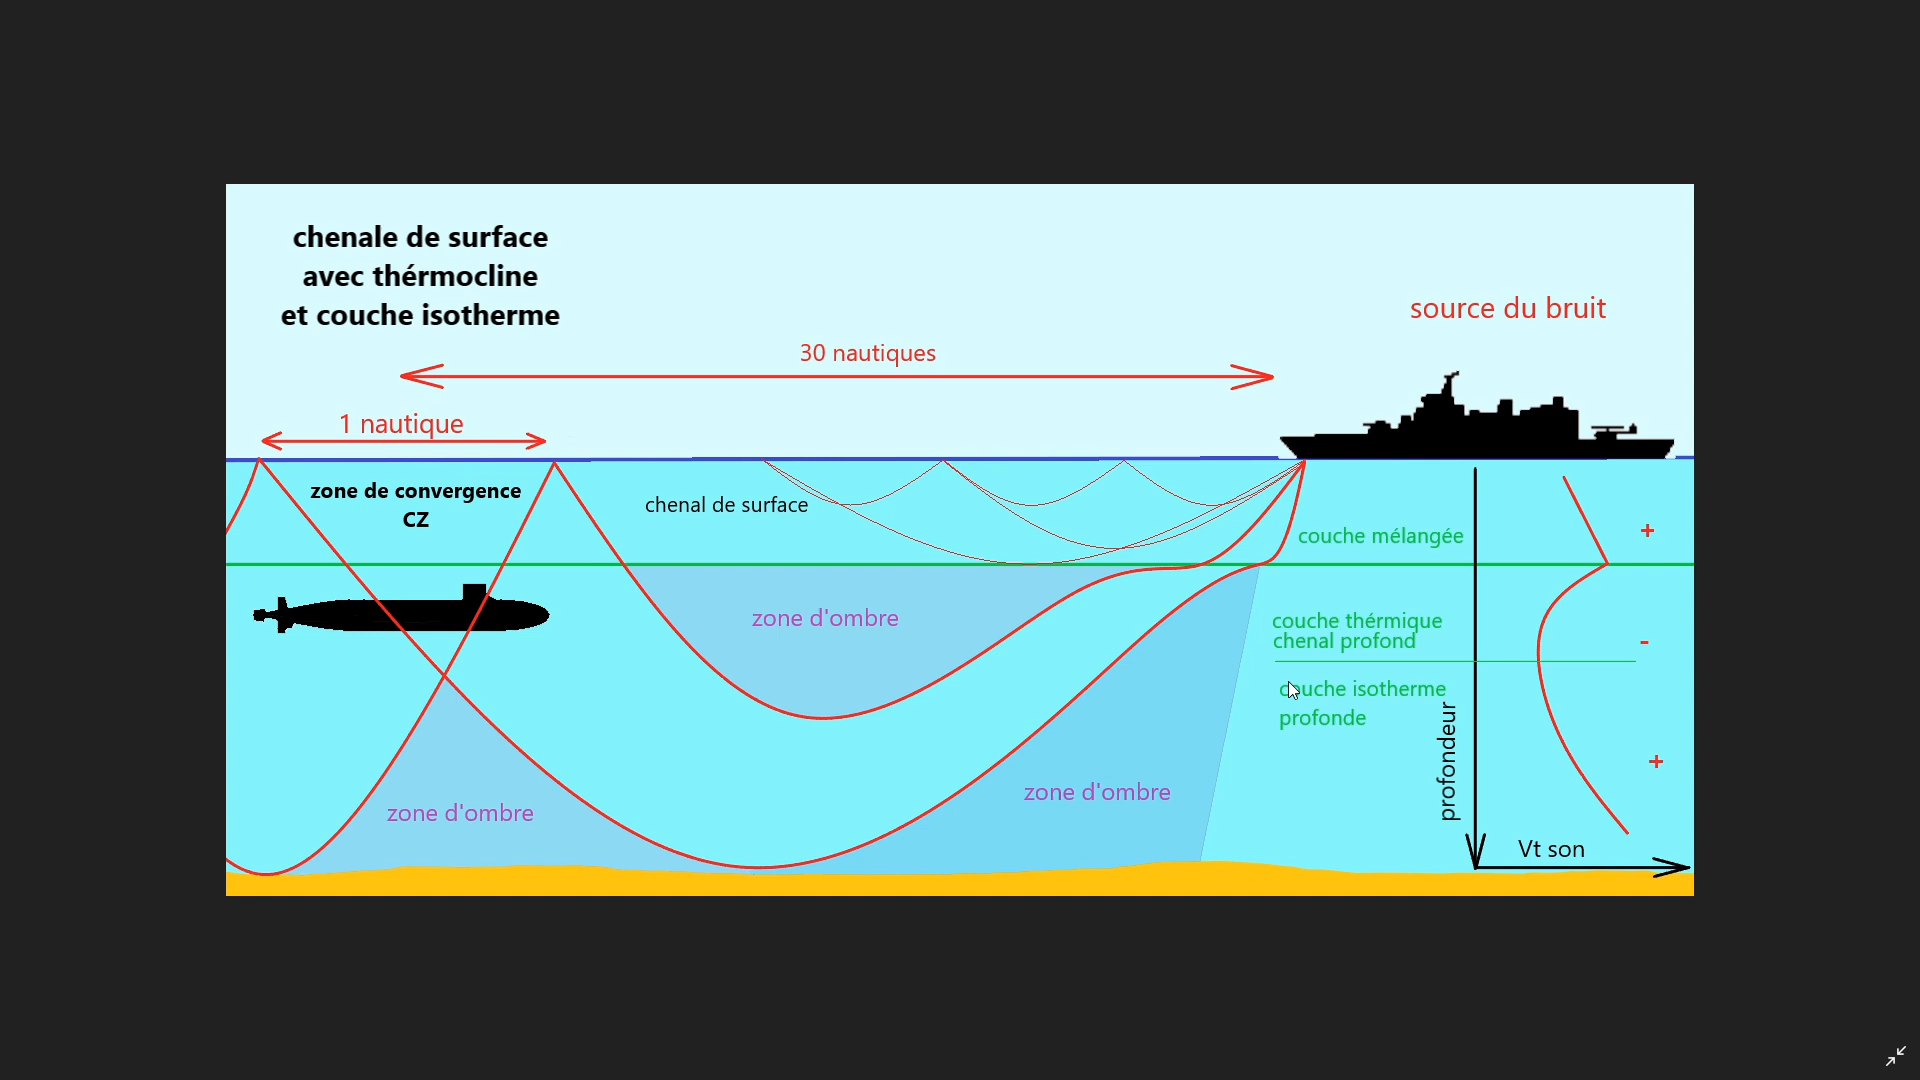 chenale de surface
avec thérmocline
et couche isotherme
source du bruit
30 nautiques
1 nautique
zone de convergence
CZ
chenal de surface
couche mélangée
+
zone d'ombre
couche thérmique
chenal profond
-
couche isotherme
profonde
profondeur
+
zone d'ombre
zone d'ombre
Vt son